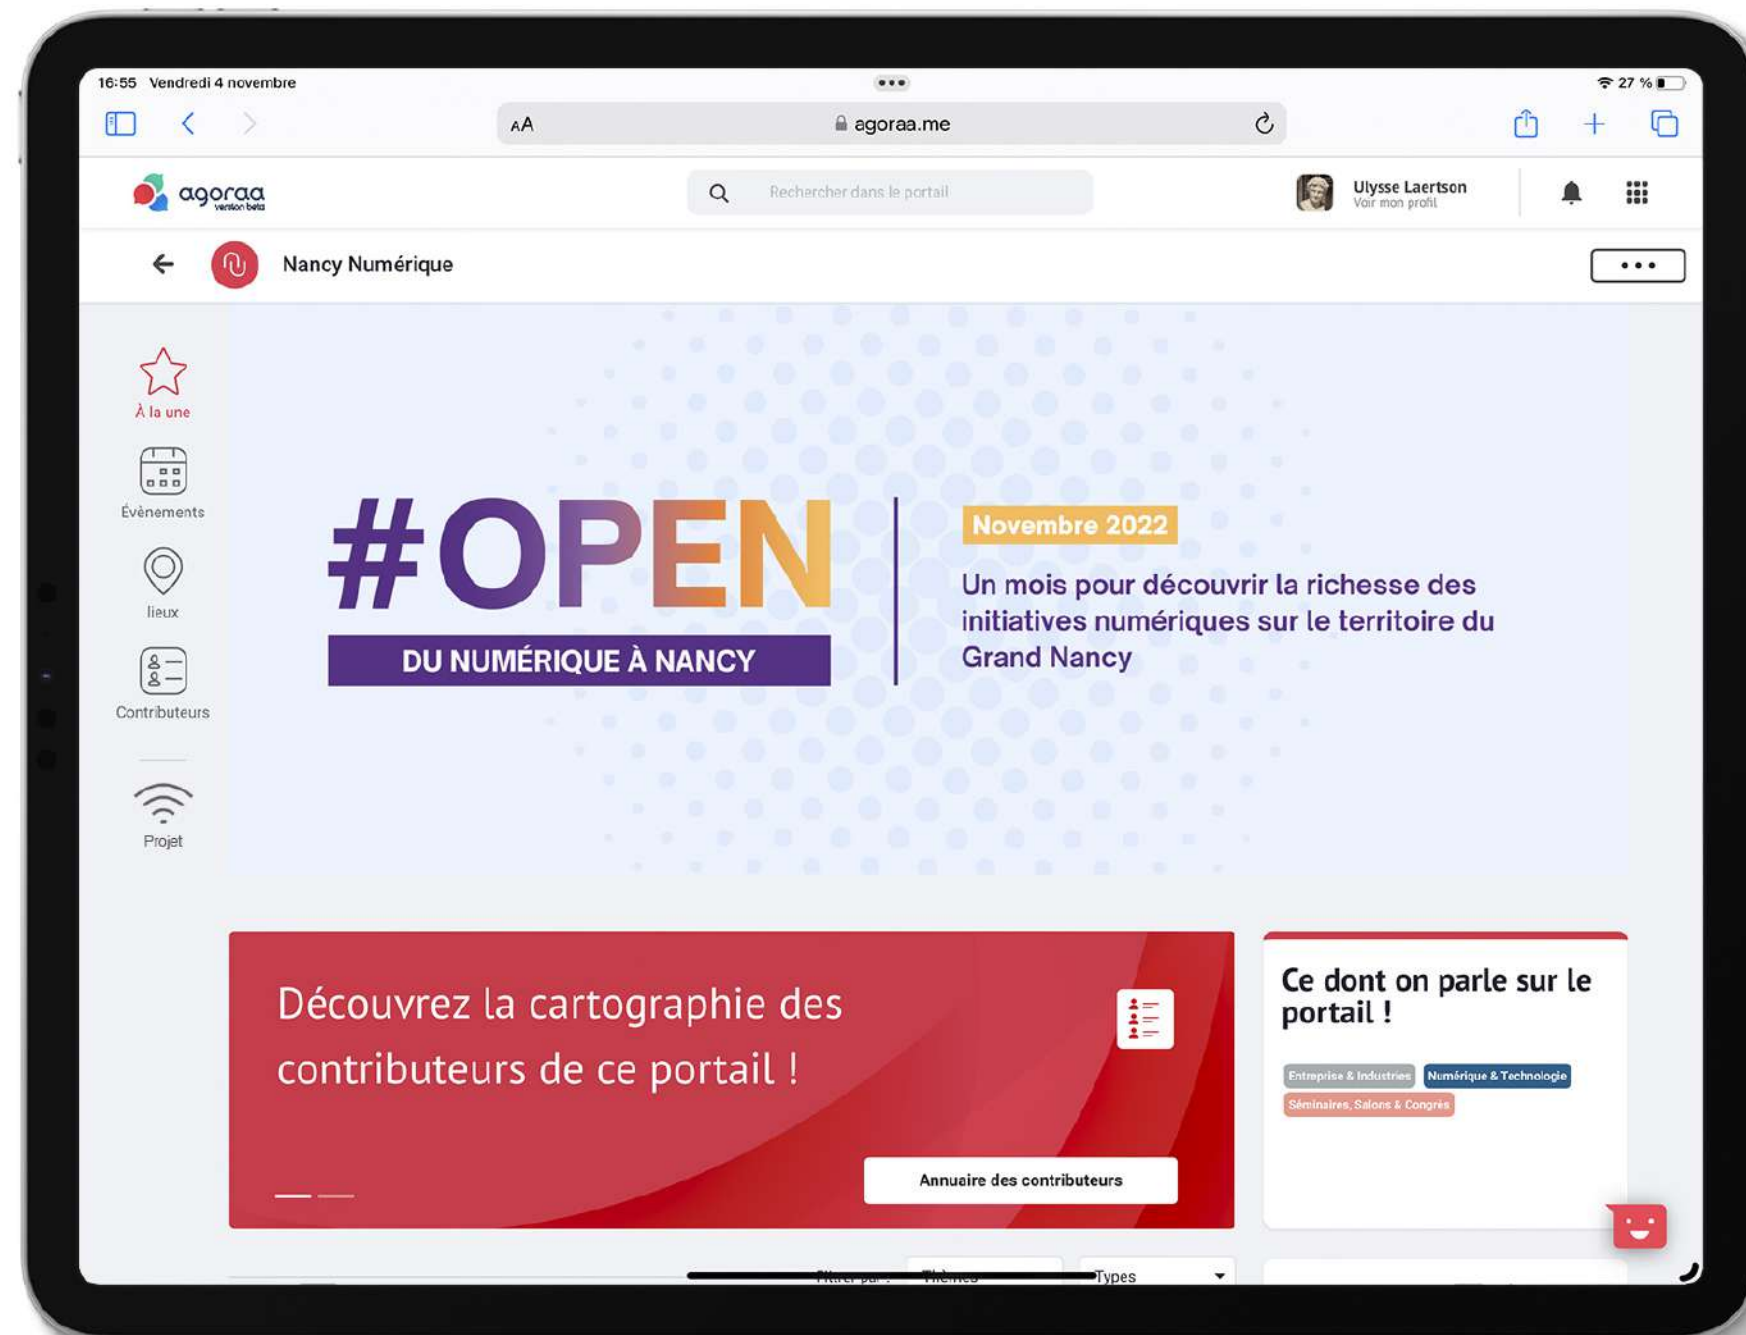 16:55 Vendredi 4 novembre
27 %
AA
agoraa.me
agoraa
version beta
Rechercher dans le portail
Ulysse Laertson
Voir mon profil
Nancy Numérique
À la une
Évènements
lieux
Contributeurs
Projet
#OPEN
DU NUMÉRIQUE À NANCY
Novembre 2022
Un mois pour découvrir la richesse des
initiatives numériques sur le territoire du
Grand Nancy
Découvrez la cartographie des
contributeurs de ce portail !
Annuaire des contributeurs
Ce dont on parle sur le
portail !
Entreprise & Industries
Numérique & Technologie
Séminaires, Salons & Congrès
Filtrer par :
Thèmes
Types